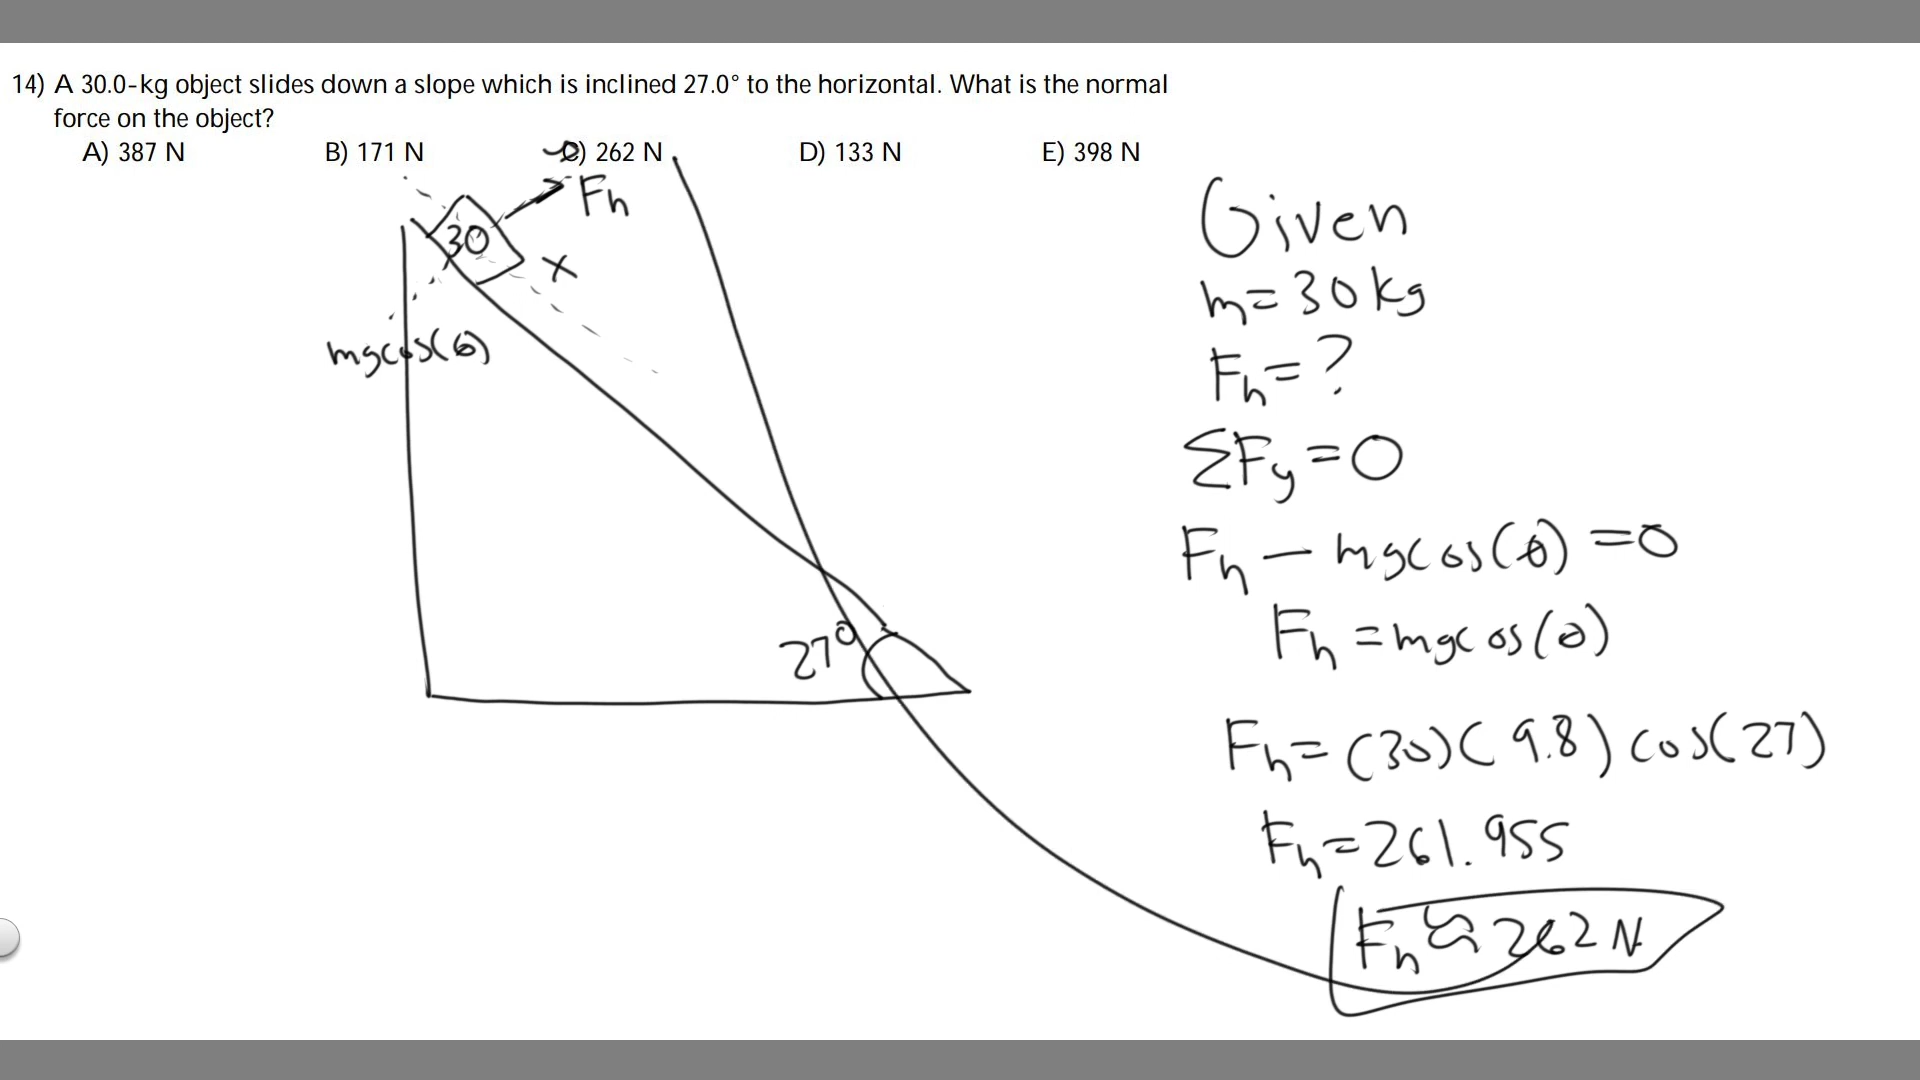 14) A 30.0-kg object slides down a slope which is inclined 27.0° to the horizontal. What is the normal
force on the object?
A) 387 N B) 171 N C) 262 N D) 133 N E) 398 N
Fn
30
x
mgcos(θ)
27°
Given
m=30kg
Fn=?
ΣFy=0
Fn-mgcos(θ)=0
Fn=mgcos(θ)
Fn=(30)(9.8)cos(27)
Fn=261.955
Fn≈262N